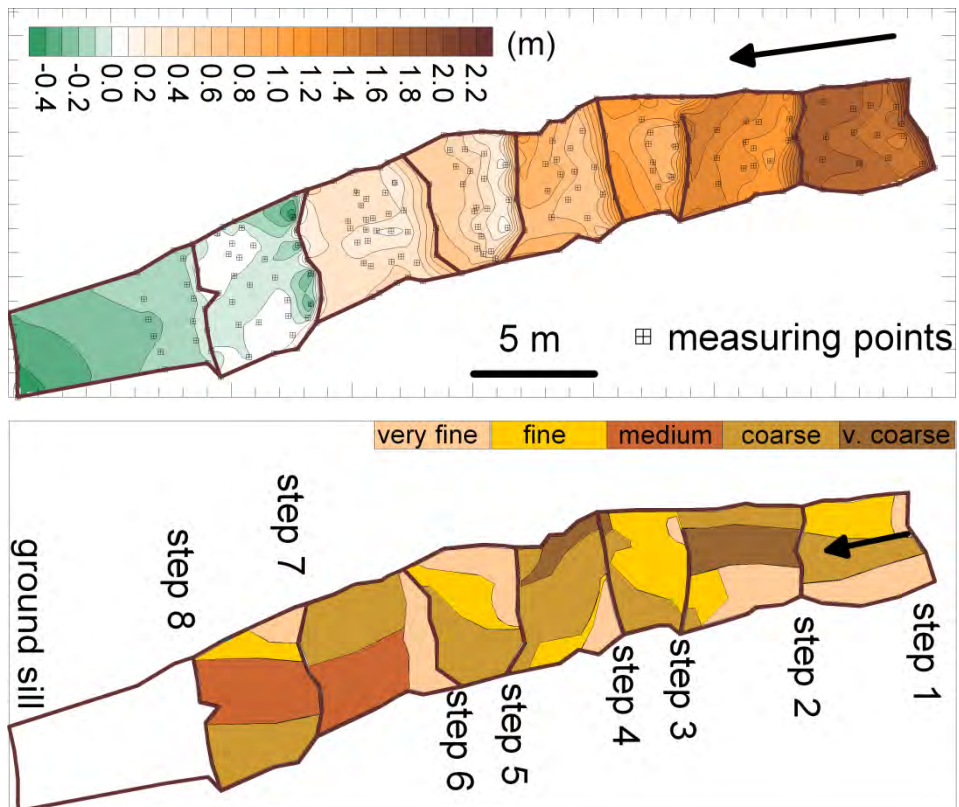 (m)
-0.4
-0.2
0.0
0.2
0.4
0.6
0.8
1.0
1.2
1.4
1.6
1.8
2.0
2.2
5 m
measuring points
very fine
fine
medium
coarse
v. coarse
ground sill
step 8
step 7
step 6
step 5
step 4
step 3
step 2
step 1